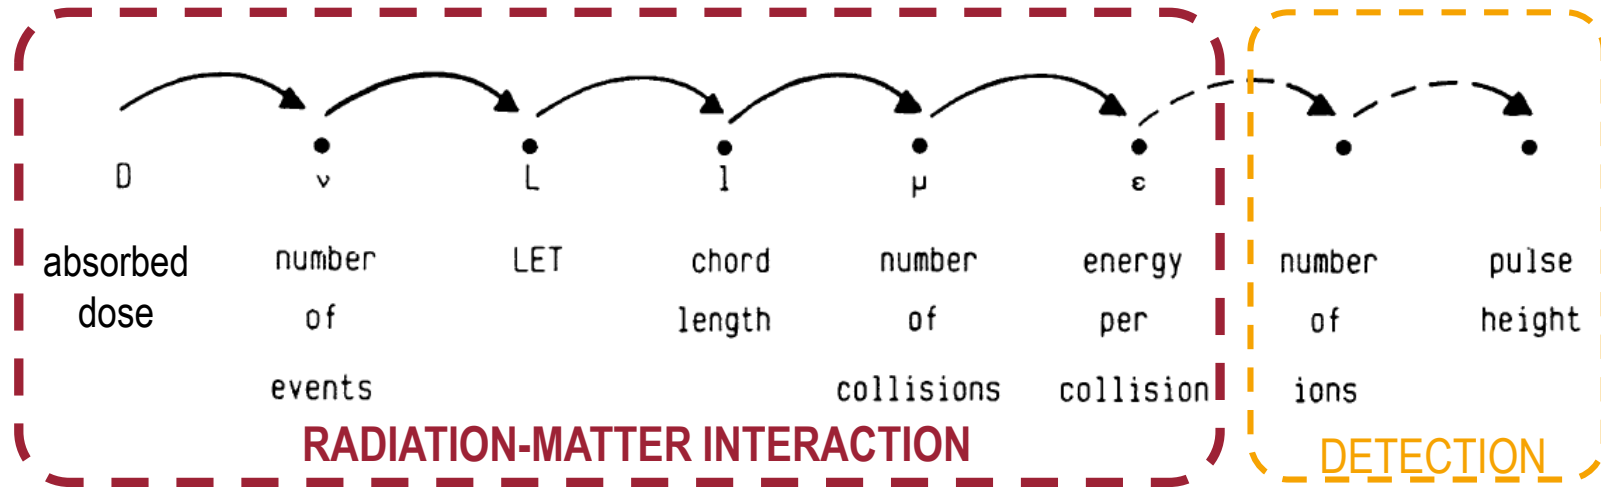 D ν L l μ ε
absorbed number LET chord number energy number pulse
dose of length of per of height
events collisions collision ions
RADIATION-MATTER INTERACTION DETECTION